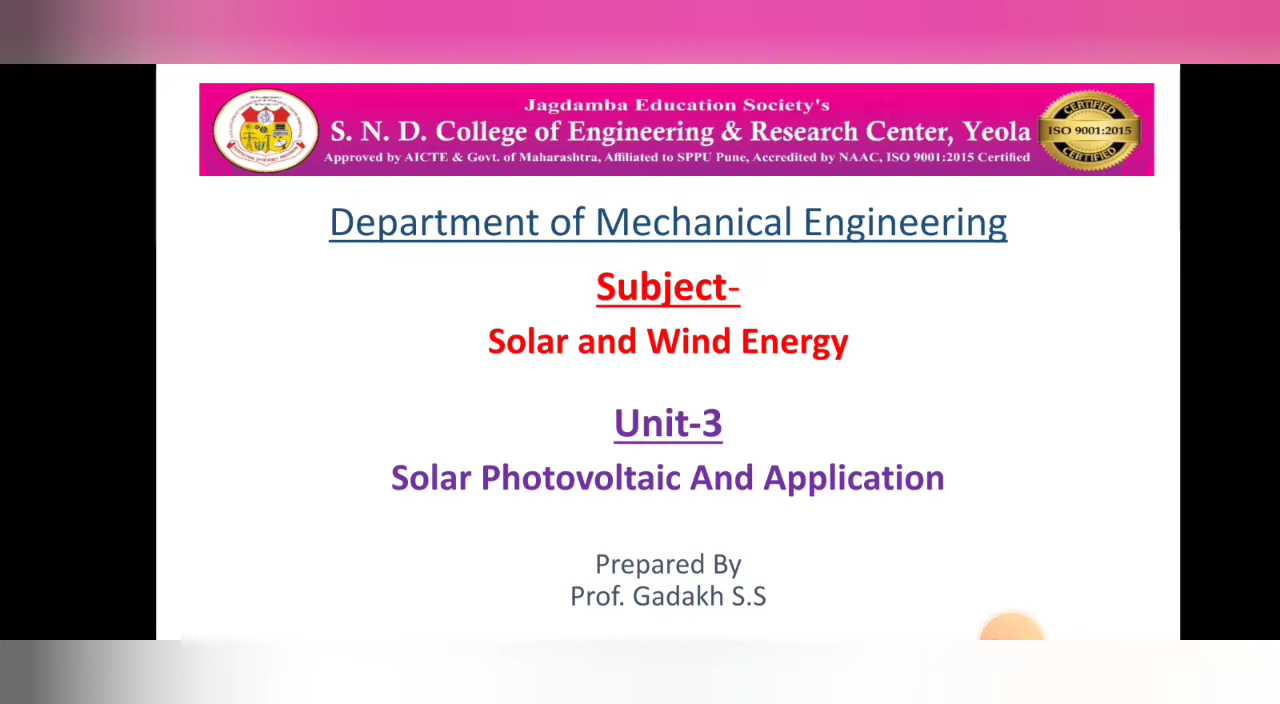 Jagdamba Education Society's
S. N. D. College of Engineering & Research Center, Yeola
Approved by AICTE & Govt. of Maharashtra, Affiliated to SPPU Pune, Accredited by NAAC, ISO 9001:2015 Certified
CERTIFIED
ISO 9001:2015
CERTIFIED
Department of Mechanical Engineering
Subject-
Solar and Wind Energy
Unit-3
Solar Photovoltaic And Application
Prepared By
Prof. Gadakh S.S